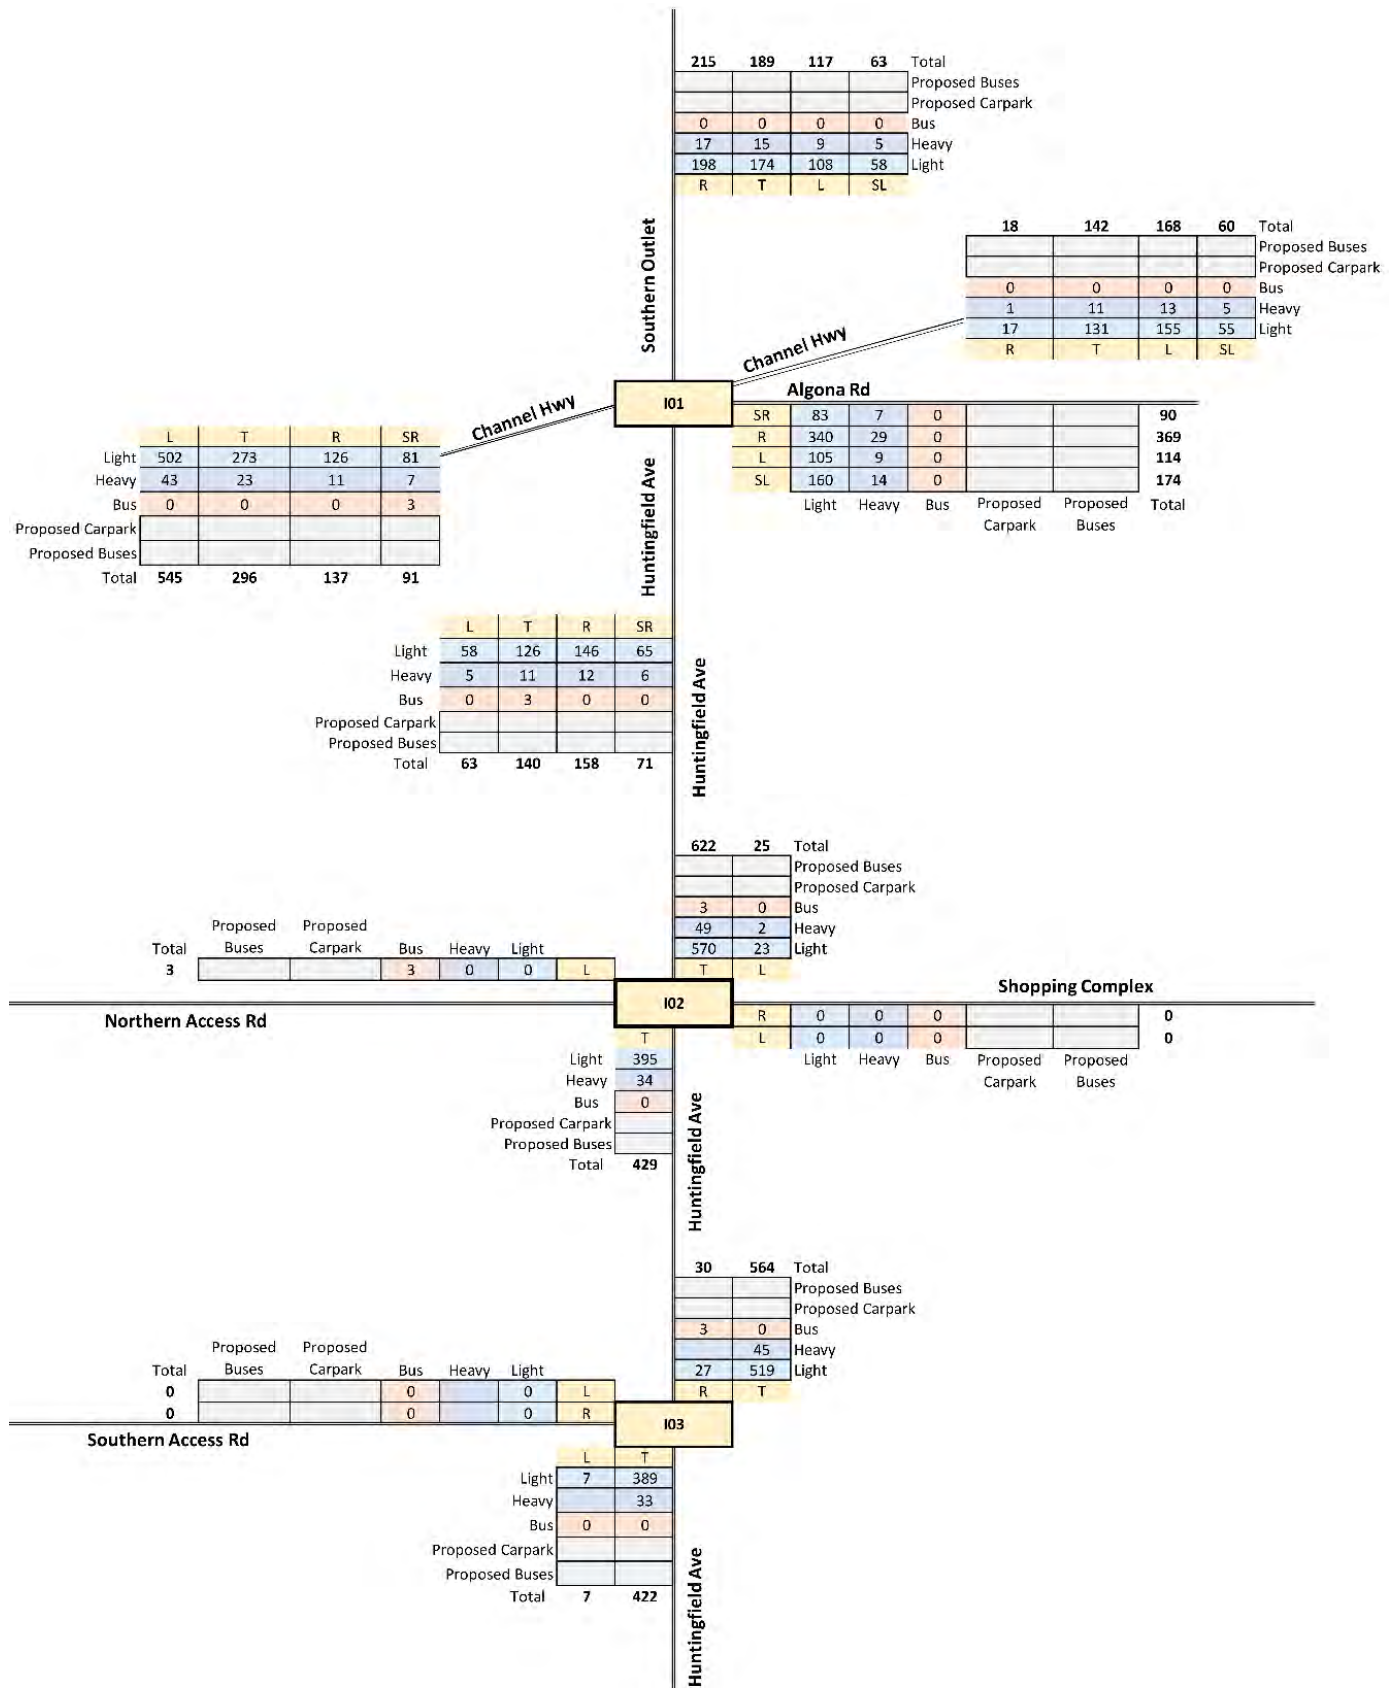 215 189 117 63 Total
Proposed Buses
Proposed Carpark
0 0 0 0 Bus
17 15 9 5 Heavy
198 174 108 58 Light
R T L SL
Southern Outlet
18 142 168 60 Total
Proposed Buses
Proposed Carpark
0 0 0 0 Bus
1 11 13 5 Heavy
17 131 155 55 Light
R T L SL
Channel Hwy
I01
Algona Rd
SR 83 7 0 90
R 340 29 0 369
L 105 9 0 114
SL 160 14 0 174
Light Heavy Bus Proposed Carpark Proposed Buses Total
Channel Hwy
L T R SR
Light 502 273 126 81
Heavy 43 23 11 7
Bus 0 0 0 3
Proposed Carpark
Proposed Buses
Total 545 296 137 91
Huntingfield Ave
L T R SR
Light 58 126 146 65
Heavy 5 11 12 6
Bus 0 3 0 0
Proposed Carpark
Proposed Buses
Total 63 140 158 71
Huntingfield Ave
622 25 Total
Proposed Buses
Proposed Carpark
3 0 Bus
49 2 Heavy
570 23 Light
T L
Total Proposed Buses Proposed Carpark Bus Heavy Light
3 3 0 0 L
I02
Northern Access Rd
Shopping Complex
R 0 0 0 0
L 0 0 0 0
Light Heavy Bus Proposed Carpark Proposed Buses
T
Light 395
Heavy 34
Bus 0
Proposed Carpark
Proposed Buses
Total 429
Huntingfield Ave
30 564 Total
Proposed Buses
Proposed Carpark
3 0 Bus
45 Heavy
27 519 Light
R T
Total Proposed Buses Proposed Carpark Bus Heavy Light
0 0 0 L
0 0 0 R
I03
Southern Access Rd
L T
Light 7 389
Heavy 33
Bus 0 0
Proposed Carpark
Proposed Buses
Total 7 422
Huntingfield Ave